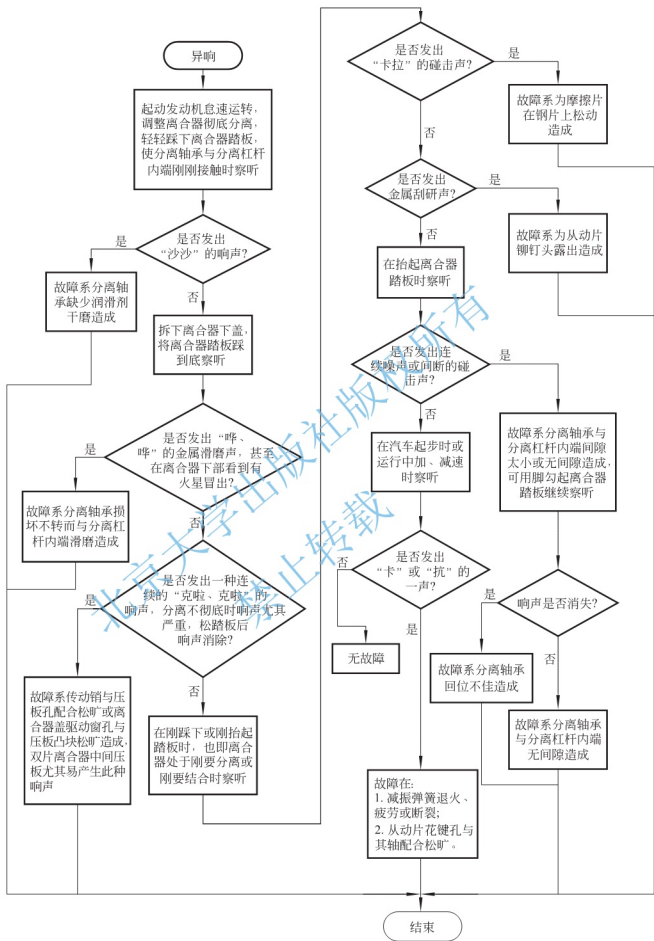 异响
起动发动机怠速运转，
调整离合器彻底分离，
轻轻踩下离合器踏板，
使分离轴承与分离杠杆
内端刚刚接触时察听
是否发出
“沙沙”的响声?
是
故障系分离轴
承缺少润滑剂
干磨造成
否
拆下离合器下盖，
将离合器踏板踩
到底察听
是否发出“哗、
哗”的金属滑磨声，甚至
在离合器下部看到有
火星冒出?
是
故障系分离轴承损
坏不转而与分离杠
杆内端滑磨造成
否
是否发出一种连
续的“克啦、克啦”的
响声，分离不彻底时响声尤其
严重，松踏板后
响声消除?
是
故障系传动销与压
板孔配合松旷或离
合器盖驱动窗孔与
压板凸块松旷造成，
双片离合器中间压
板尤其易产生此种
响声
否
在刚踩下或刚抬起
踏板时，也即离合
器处于刚要分离或
刚要结合时察听
是否发出
“卡拉”的碰击声?
是
故障系为摩擦片
在钢片上松动
造成
否
是否发出
金属刮研声?
是
故障系为从动片
铆钉头露出造成
否
在抬起离合器
踏板时察听
是否发出连
续噪声或间断的碰
击声?
是
故障系分离轴承与
分离杠杆内端间隙
太小或无间隙造成，
可用脚勾起离合器
踏板继续察听
否
在汽车起步时或
运行中加、减速
时察听
是否发出
“卡”或“抗”的
一声?
否
无故障
是
响声是否消失?
是
故障系分离轴承
回位不佳造成
否
故障系分离轴承
与分离杠杆内端
无间隙造成
故障在:
1. 减振弹簧退火、
疲劳或断裂;
2. 从动片花键孔与
其轴配合松旷。
结束
北京大学出版社版权所有
禁止转载